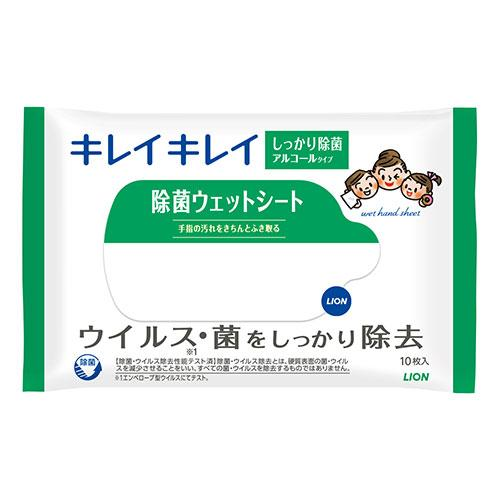 キレイキレイ
しっかり除菌
アルコールタイプ
除菌ウェットシート
手指の汚れをきちんとふき取る
wet hand sheet
LION
ウイルス・菌をしっかり除去
※1
10枚入
除菌
【除菌・ウイルス除去性能テスト済】除菌・ウイルス除去とは、硬質表面の菌・ウイル
スを減少させることをいい、すべての菌・ウイルスを除去するものではありません。
※1エンベロープ型ウイルスにてテスト。
LION